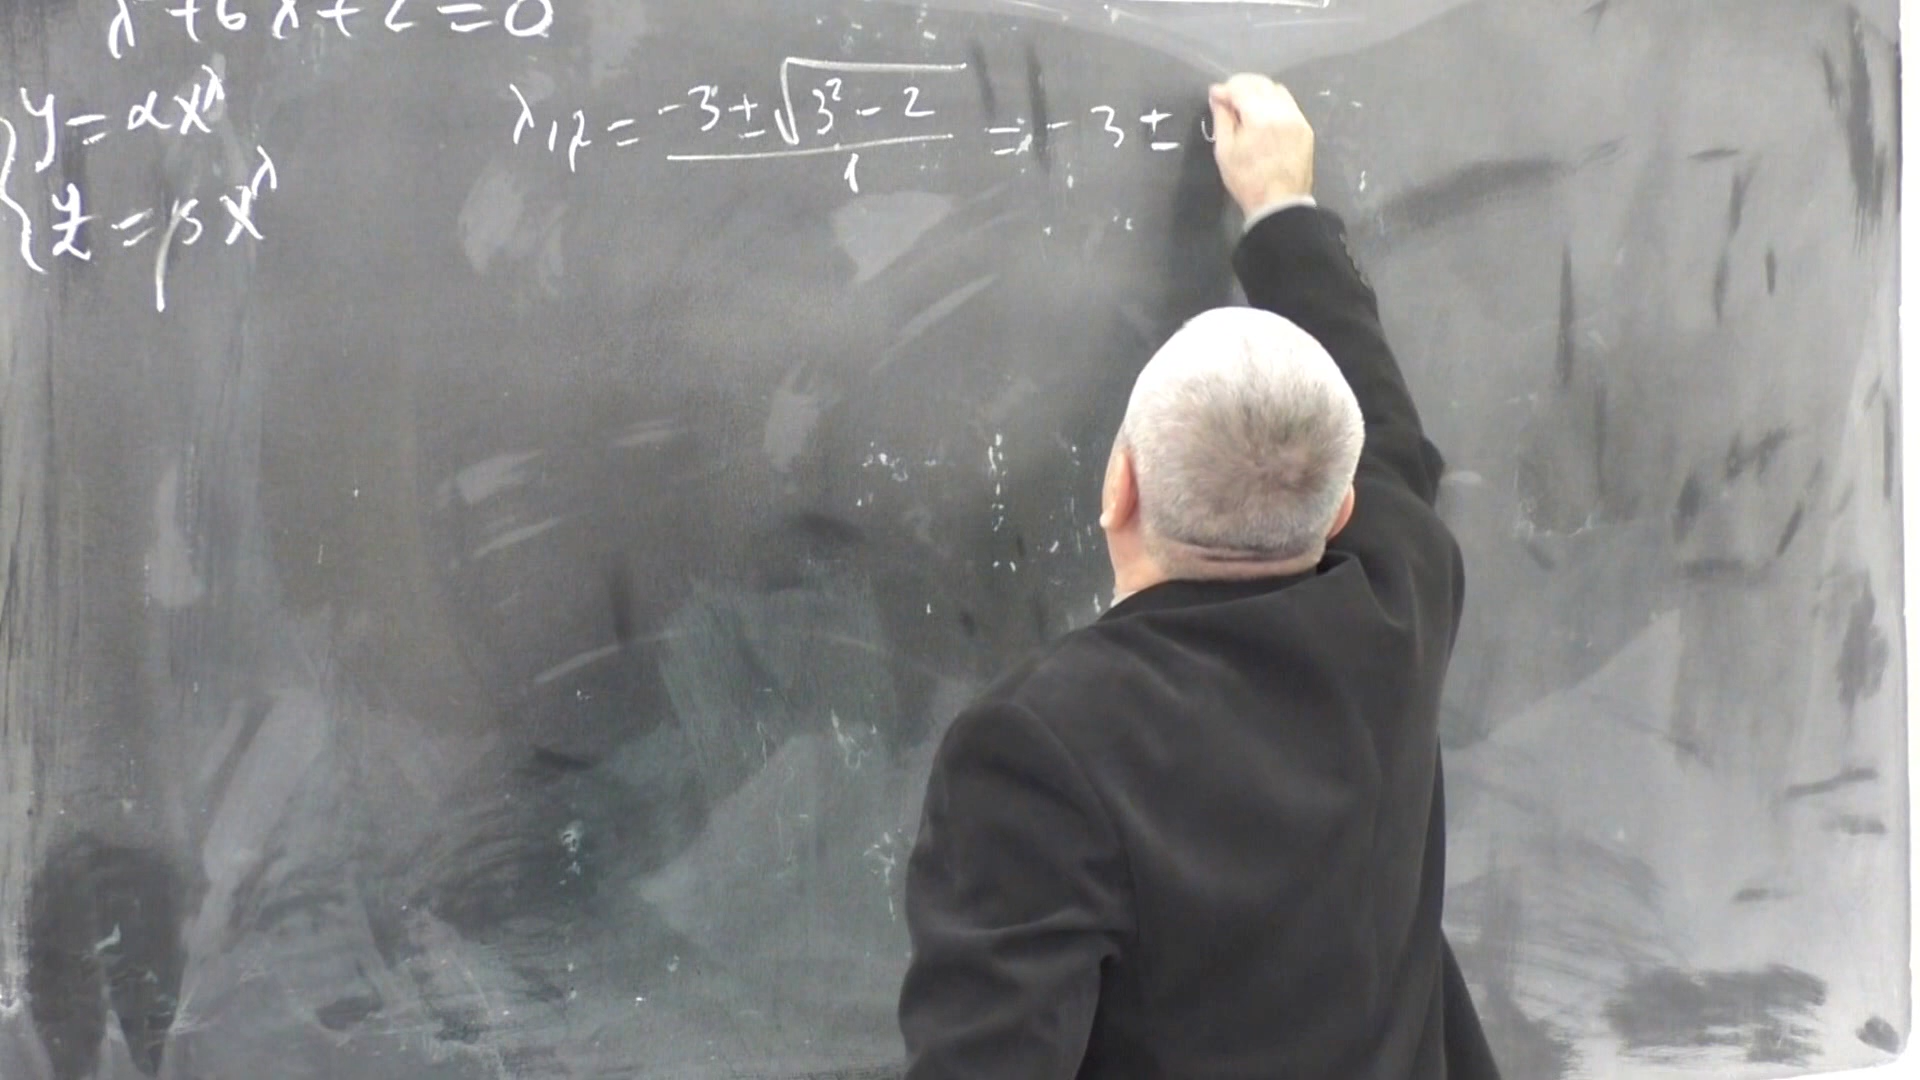 λ² + 6λ + 2 = 0
{ y = αx^λ
z = βx^λ
λ₁,₂ = (-3 ± √(3² - 2)) / 1 = -3 ±